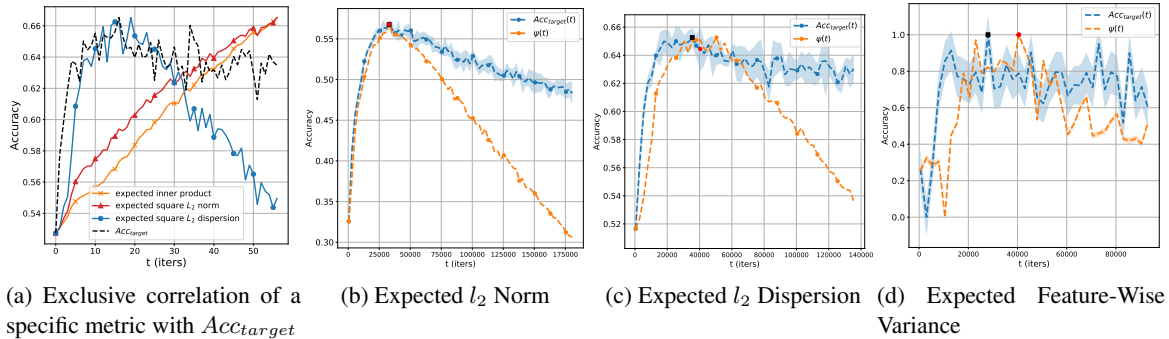 Accuracy
0.66
0.64
0.62
0.60
0.58
0.56
0.54
0
10
20
30
40
50
t (iters)
expected inner product
expected square L₂ norm
expected square L₂ dispersion
Acc_target
Accuracy
0.55
0.50
0.45
0.40
0.35
0.30
0
25000
50000
75000
100000
125000
150000
175000
t (iters)
Acc_target(t)
ψ(t)
Accuracy
0.66
0.64
0.62
0.60
0.58
0.56
0.54
0.52
0
20000
40000
60000
80000
100000
120000
140000
t (iters)
Acc_target(t)
ψ(t)
Accuracy
1.0
0.8
0.6
0.4
0.2
0.0
0
20000
40000
60000
80000
t (iters)
Acc_target(t)
ψ(t)
(a) Exclusive correlation of a
specific metric with Acc_target
(b) Expected l₂ Norm
(c) Expected l₂ Dispersion
(d) Expected Feature-Wise
Variance